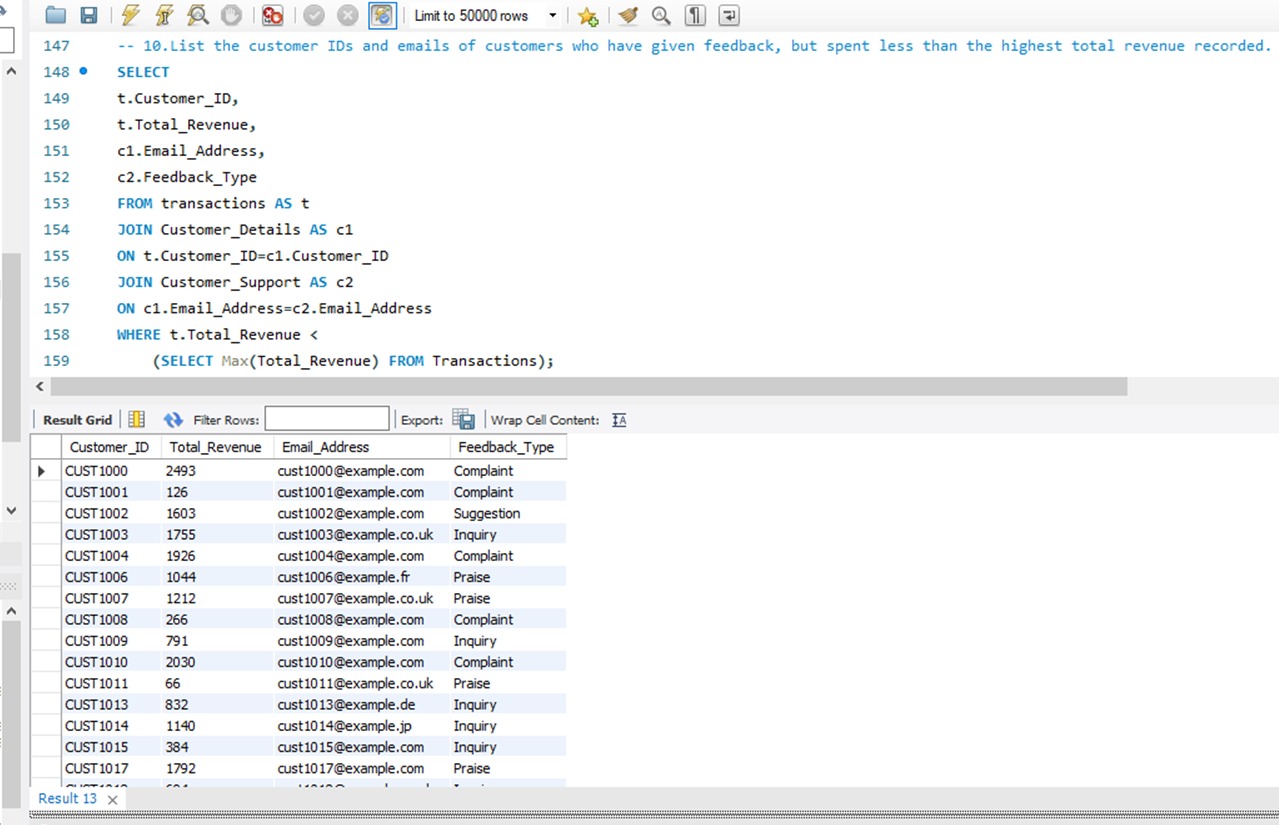 Limit to 50000 rows
147 -- 10.List the customer IDs and emails of customers who have given feedback, but spent less than the highest total revenue recorded.
148 SELECT
149 t.Customer_ID,
150 t.Total_Revenue,
151 c1.Email_Address,
152 c2.Feedback_Type
153 FROM transactions AS t
154 JOIN Customer_Details AS c1
155 ON t.Customer_ID=c1.Customer_ID
156 JOIN Customer_Support AS c2
157 ON c1.Email_Address=c2.Email_Address
158 WHERE t.Total_Revenue <
159 (SELECT Max(Total_Revenue) FROM Transactions);
Result Grid Filter Rows: Export: Wrap Cell Content:
Customer_ID Total_Revenue Email_Address Feedback_Type
CUST1000 2493 cust1000@example.com Complaint
CUST1001 126 cust1001@example.com Complaint
CUST1002 1603 cust1002@example.com Suggestion
CUST1003 1755 cust1003@example.co.uk Inquiry
CUST1004 1926 cust1004@example.com Complaint
CUST1006 1044 cust1006@example.fr Praise
CUST1007 1212 cust1007@example.co.uk Praise
CUST1008 266 cust1008@example.com Complaint
CUST1009 791 cust1009@example.com Inquiry
CUST1010 2030 cust1010@example.com Complaint
CUST1011 66 cust1011@example.co.uk Praise
CUST1013 832 cust1013@example.de Inquiry
CUST1014 1140 cust1014@example.jp Inquiry
CUST1015 384 cust1015@example.com Inquiry
CUST1017 1792 cust1017@example.com Praise
Result 13